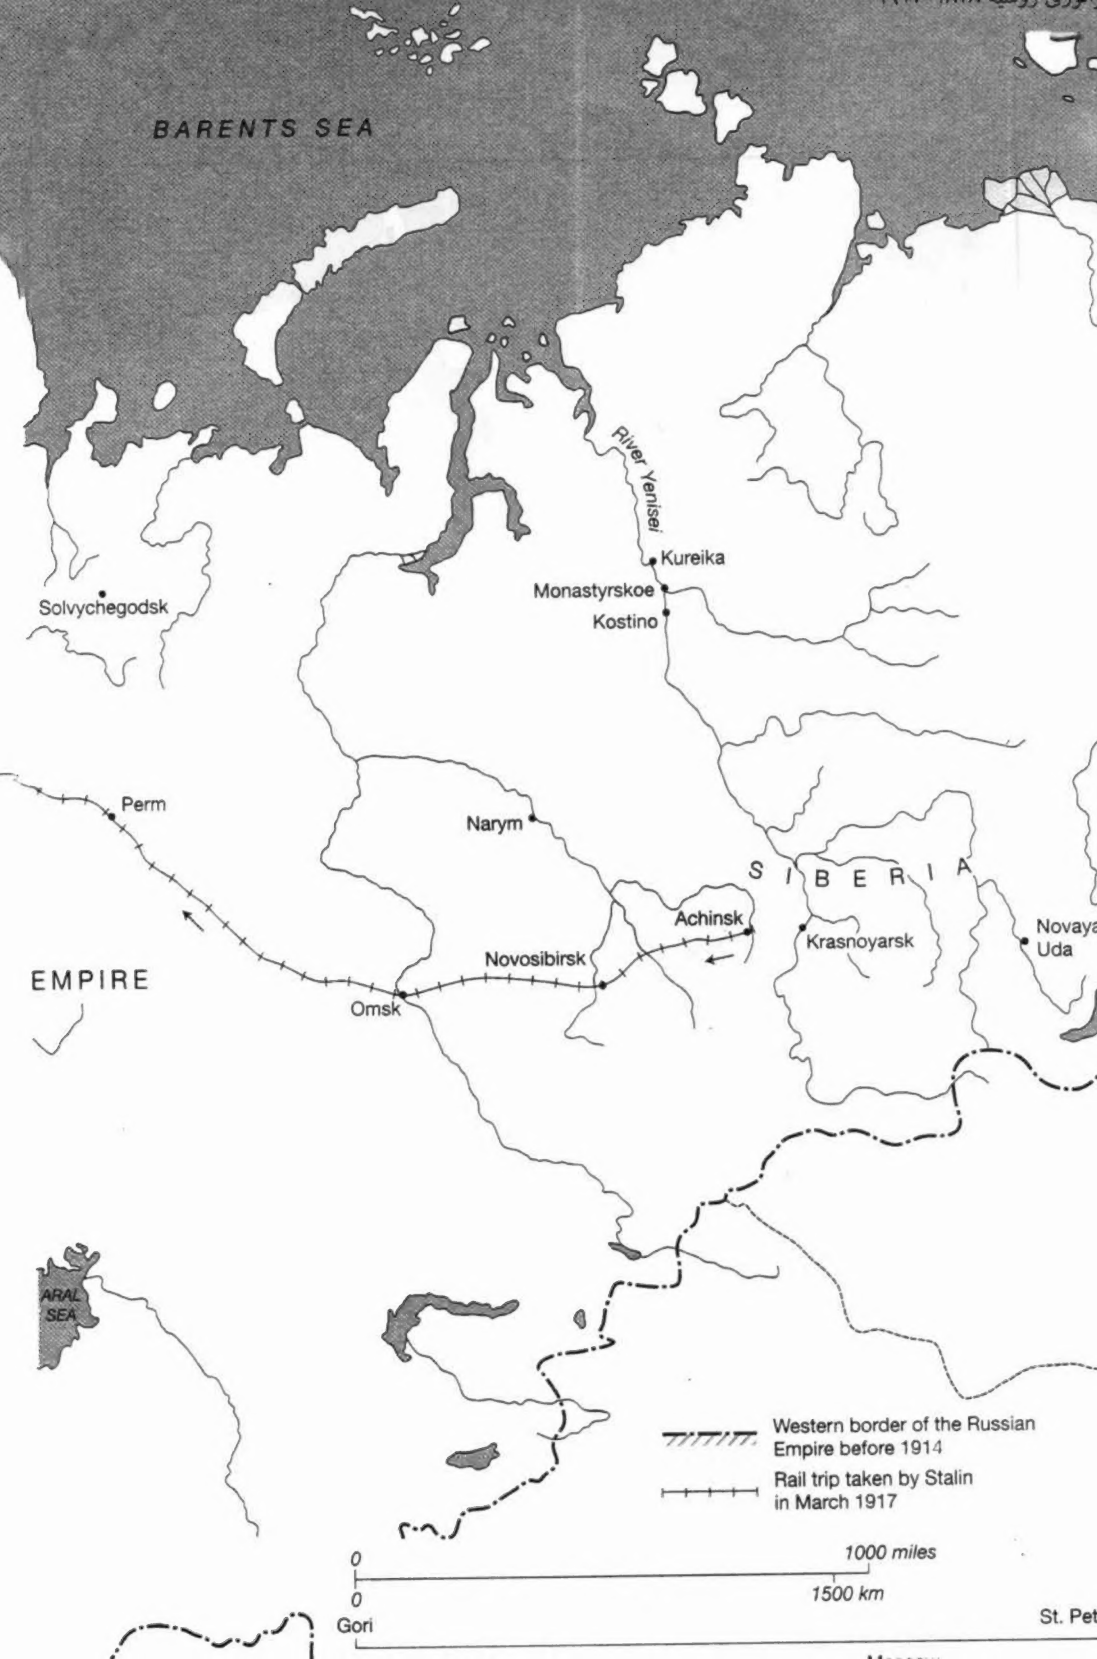 BARENTS SEA
River Yenisei
Kureika
Monastyrskoe
Kostino
Solvychegodsk
Perm
Narym
SIBERIA
Achinsk
Krasnoyarsk
Novaya
Uda
Novosibirsk
EMPIRE
Omsk
ARAL
SEA
Western border of the Russian
Empire before 1914
Rail trip taken by Stalin
in March 1917
0
1000 miles
0
1500 km
Gori
St. Pet